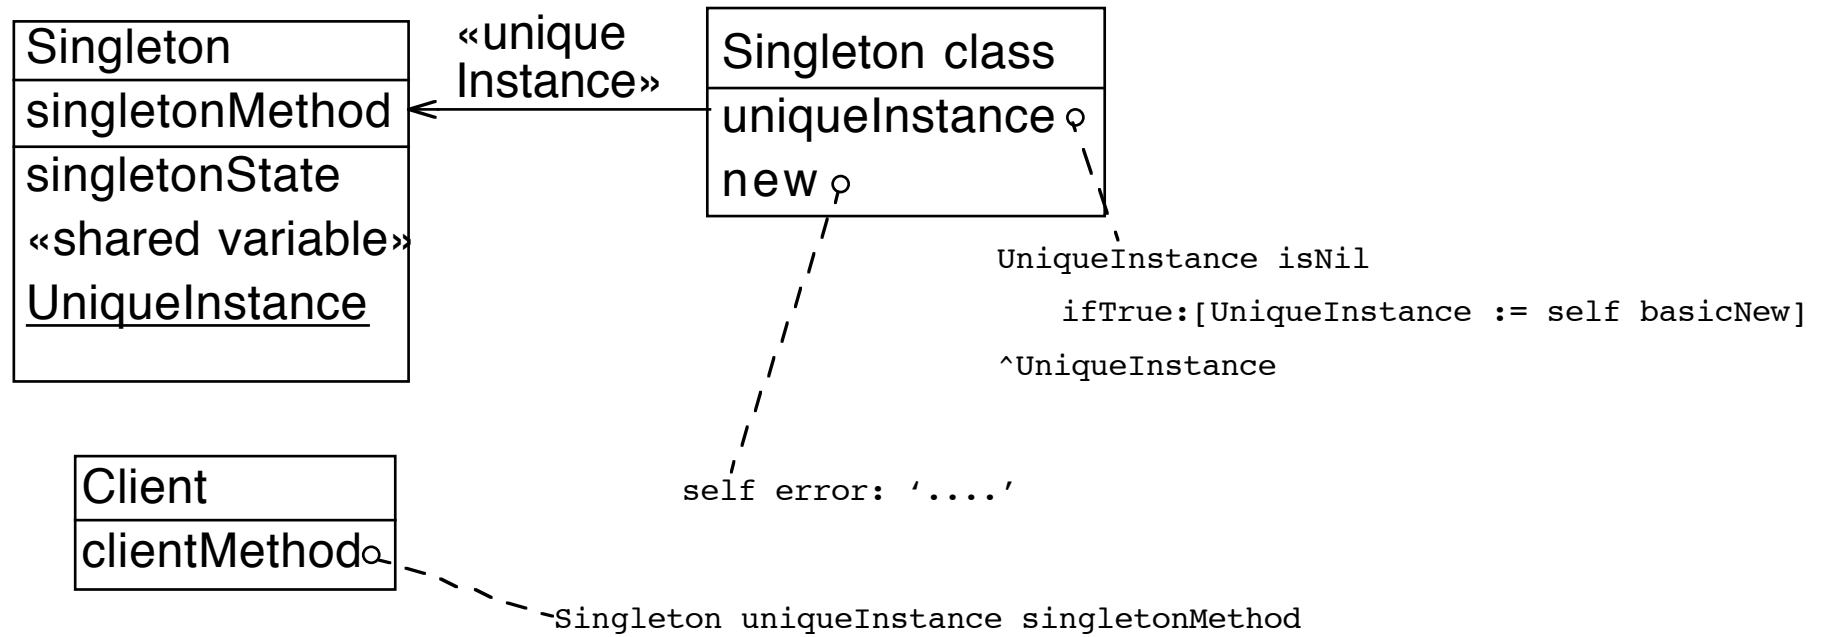 Singleton
singletonMethod
singletonState
«shared variable»
UniqueInstance
«unique
Instance»
Singleton class
uniqueInstance
new
UniqueInstance isNil
ifTrue:[UniqueInstance := self basicNew]
^UniqueInstance
self error: ‘....’
Client
clientMethod
Singleton uniqueInstance singletonMethod